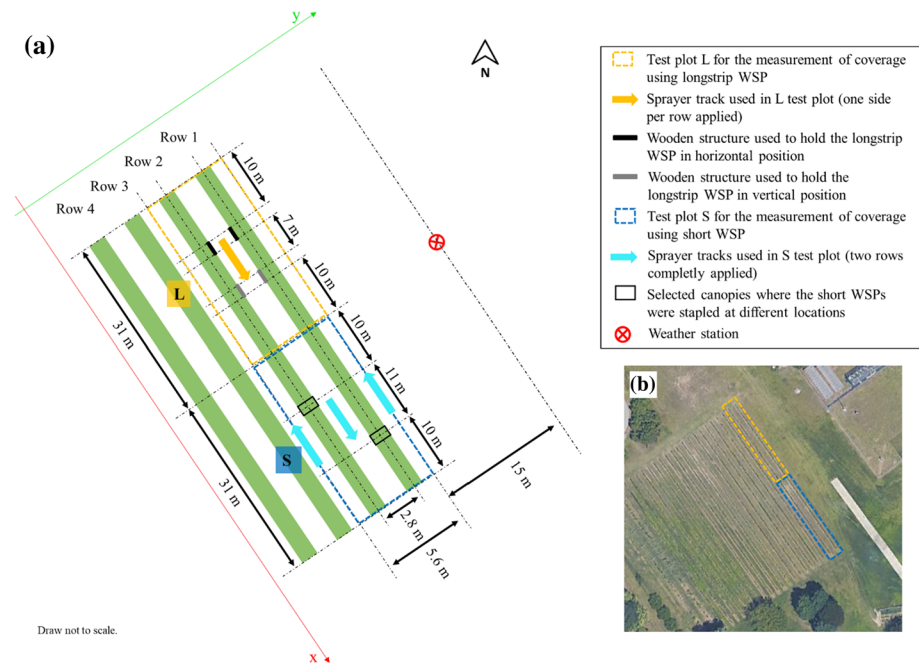 (a)
y
N
Row 1
Row 2
Row 3
Row 4
10 m
7 m
10 m
10 m
11 m
10 m
31 m
31 m
L
S
2.8 m
5.6 m
15 m
x
Draw not to scale.
Test plot L for the measurement of coverage
using longstrip WSP
Sprayer track used in L test plot (one side
per row applied)
Wooden structure used to hold the longstrip
WSP in horizontal position
Wooden structure used to hold the
longstrip WSP in vertical position
Test plot S for the measurement of coverage
using short WSP
Sprayer tracks used in S test plot (two rows
completly applied)
Selected canopies where the short WSPs
were stapled at different locations
Weather station
(b)